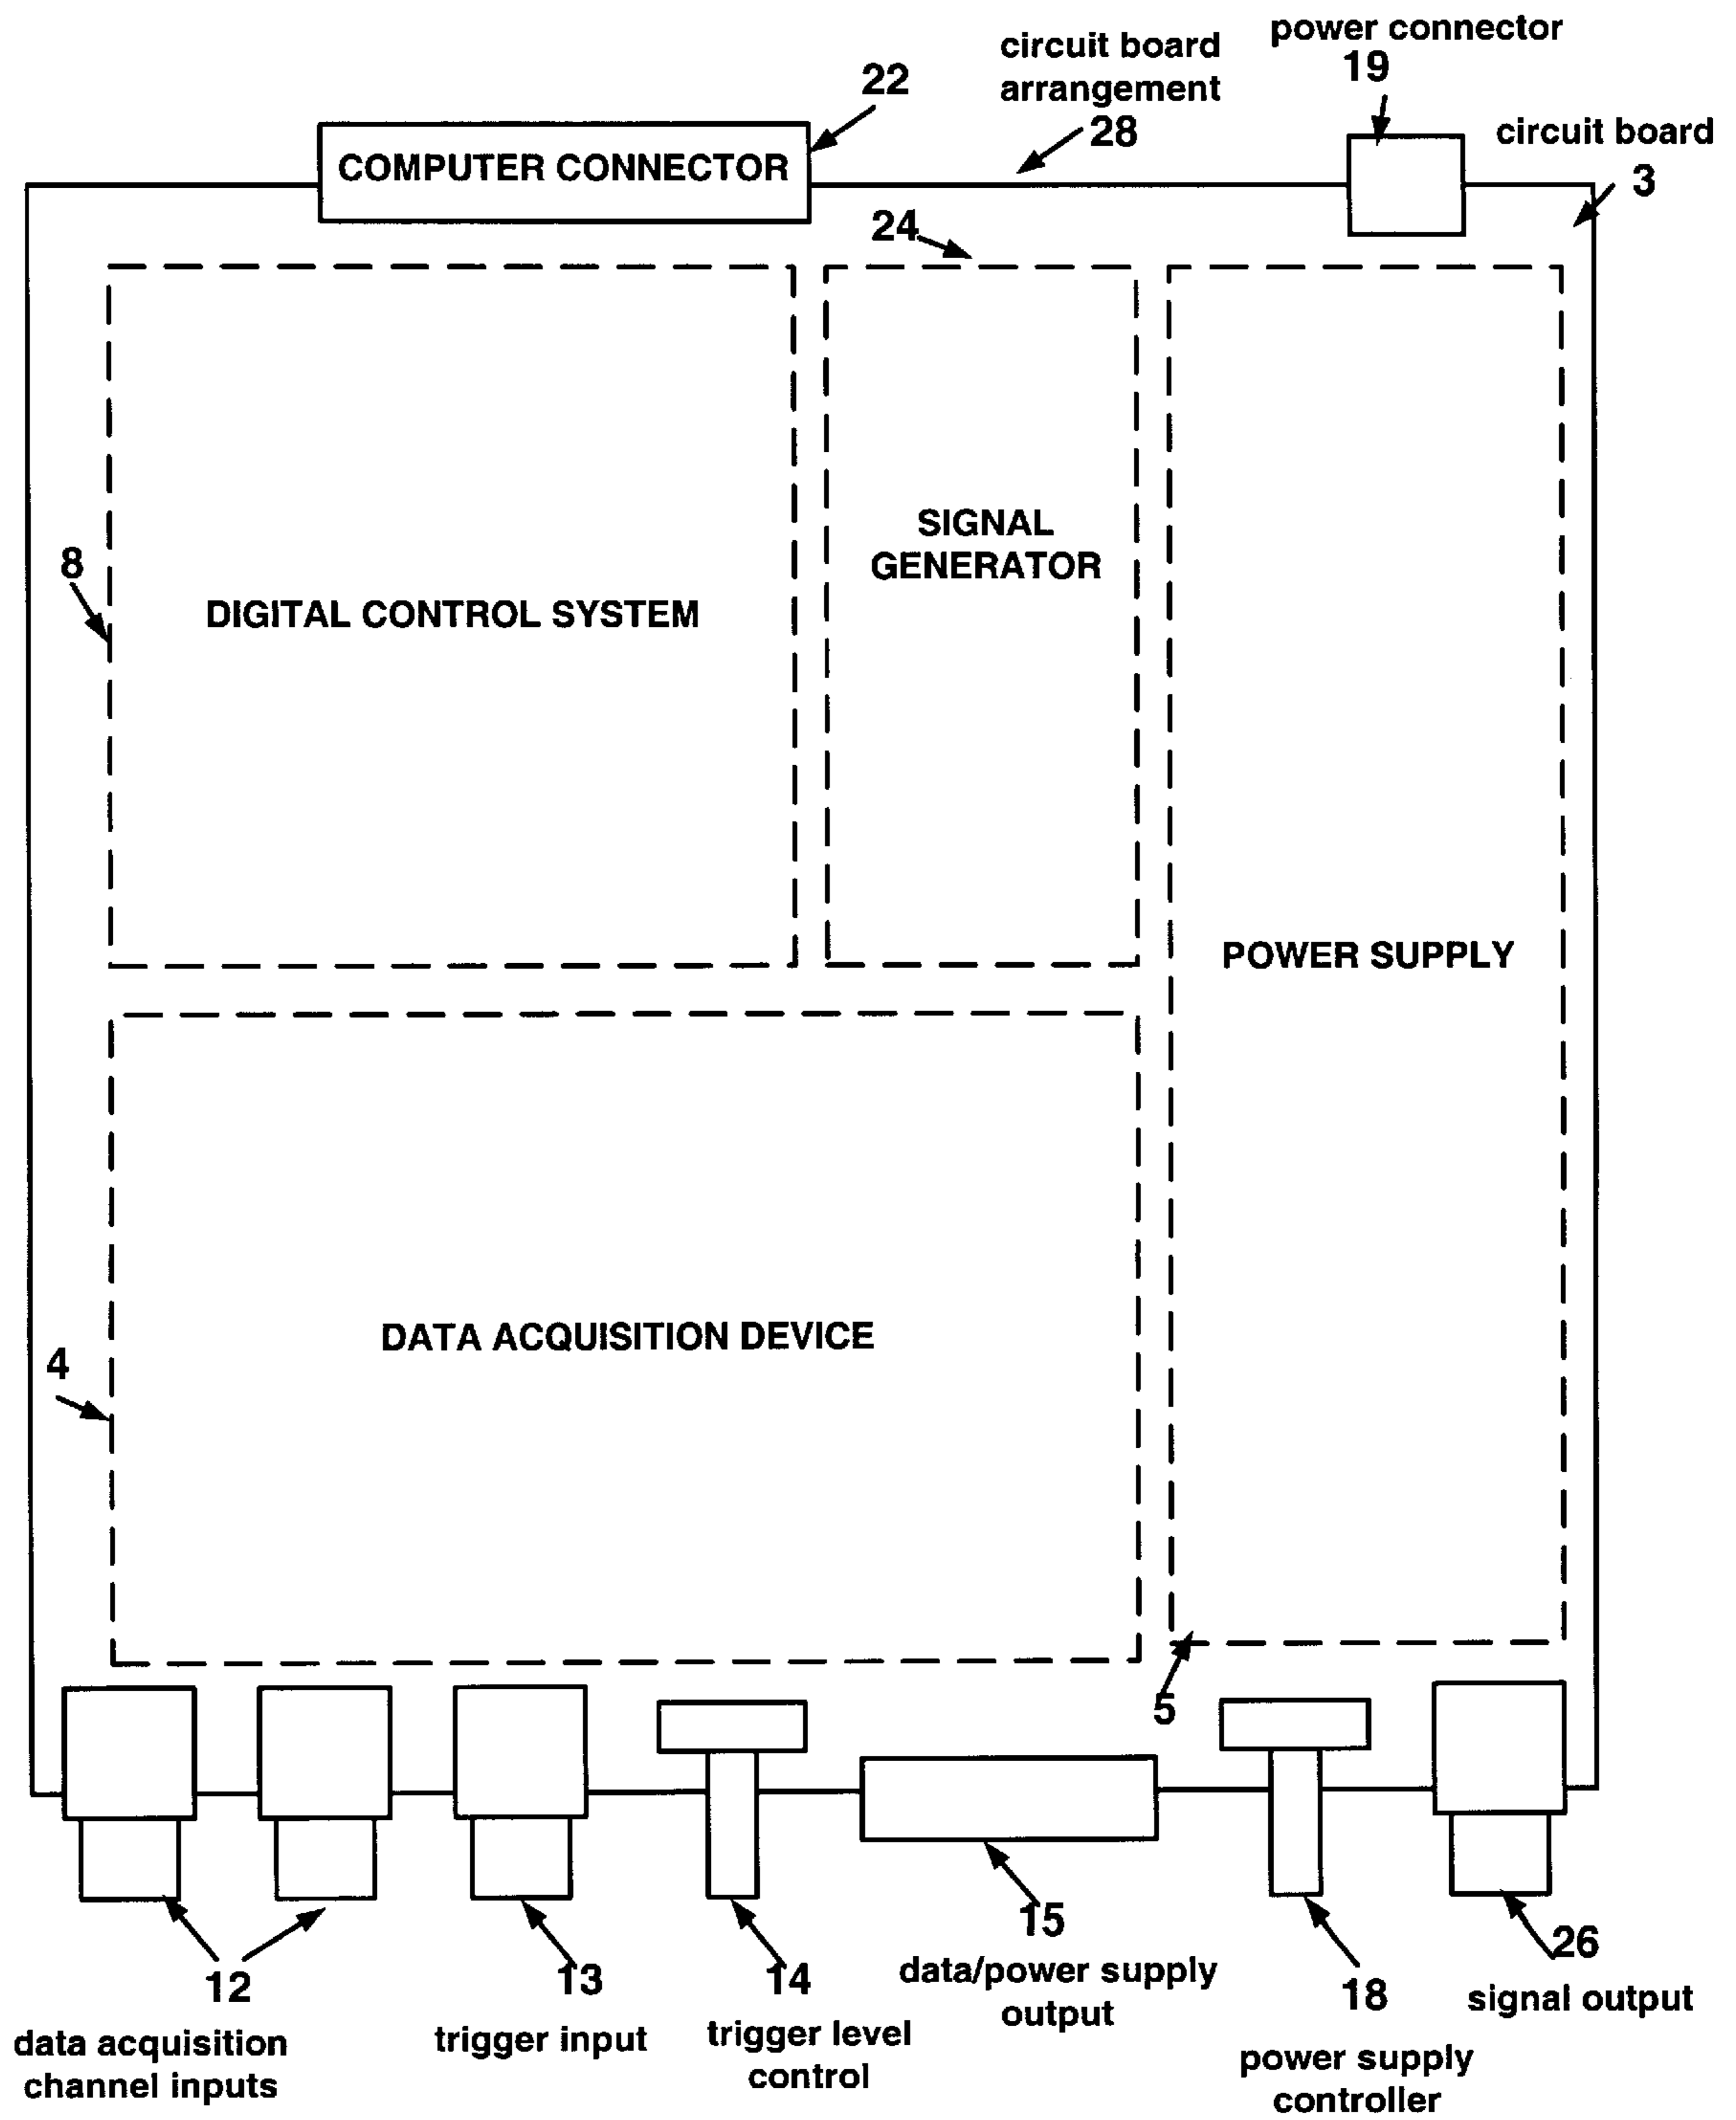 power connector
19
circuit board
arrangement
28
22
circuit board
3
COMPUTER CONNECTOR
24
SIGNAL
GENERATOR
8
DIGITAL CONTROL SYSTEM
POWER SUPPLY
DATA ACQUISITION DEVICE
4
5
12
data acquisition
channel inputs
13
trigger input
14
trigger level
control
15
data/power supply
output
18
power supply
controller
26
signal output